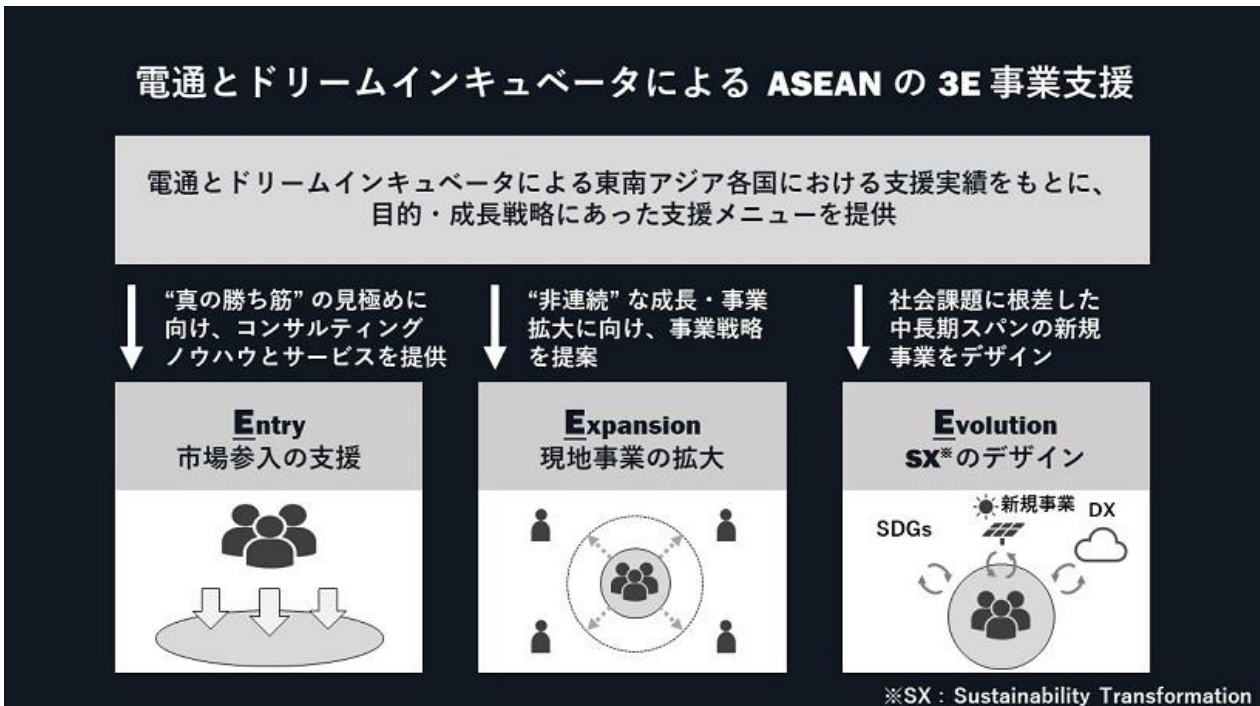 電通とドリームインキュベータによる ASEAN の 3E 事業支援
電通とドリームインキュベータによる東南アジア各国における支援実績をもとに、
目的・成長戦略にあった支援メニューを提供
“真の勝ち筋” の見極めに
向け、コンサルティング
ノウハウとサービスを提供
“非連続” な成長・事業
拡大に向け、事業戦略
を提案
社会課題に根差した
中長期スパンの新規
事業をデザイン
Entry
市場参入の支援
Expansion
現地事業の拡大
Evolution
SX※のデザイン
SDGs
新規事業
DX
※SX : Sustainability Transformation